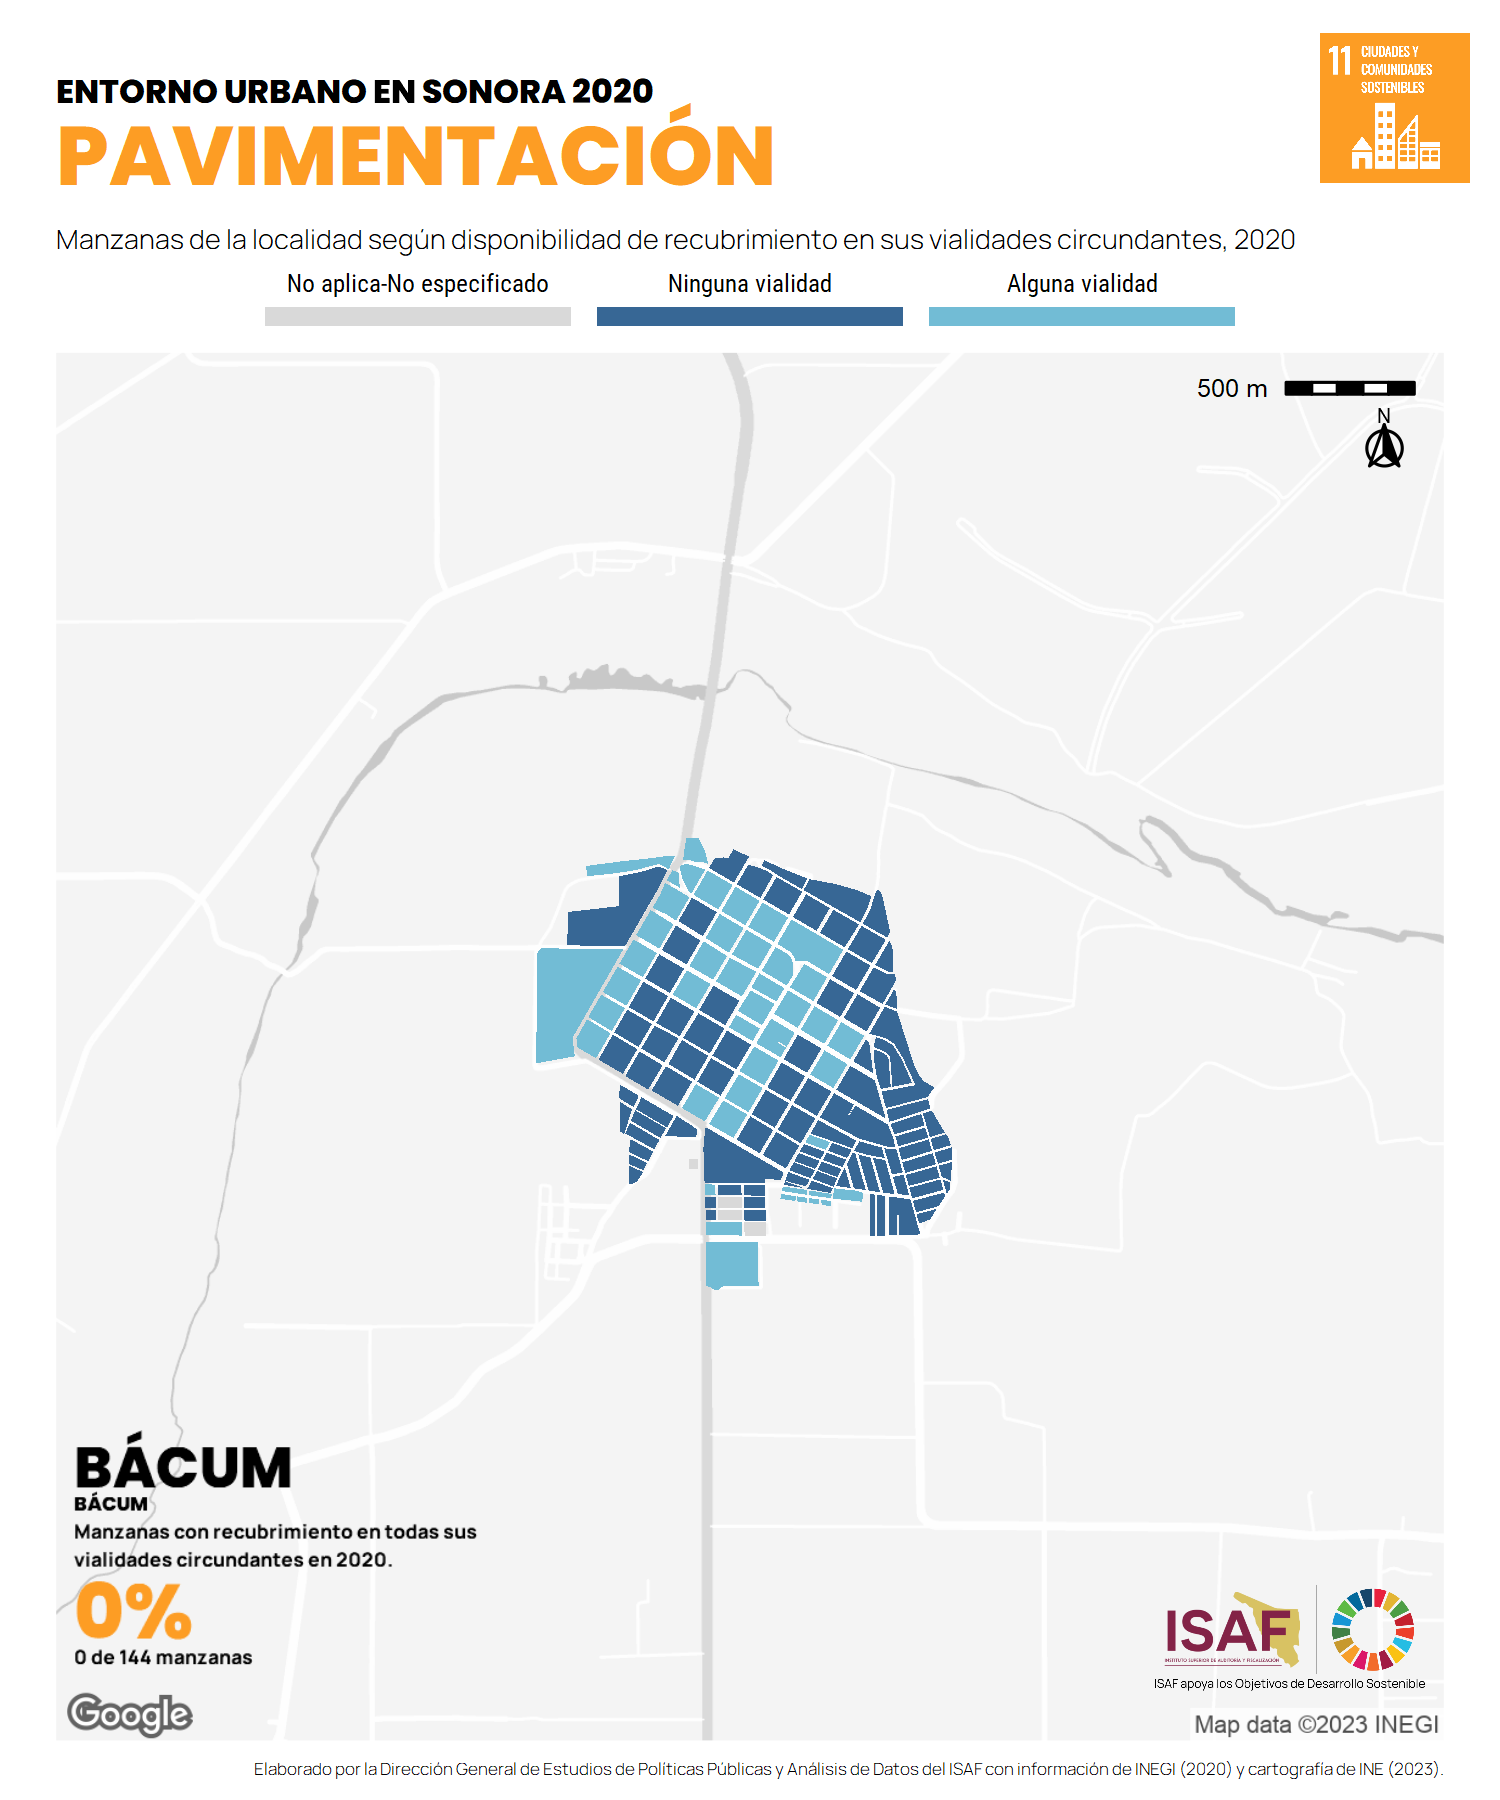 ENTORNO URBANO EN SONORA 2020
PAVIMENTACIÓN
11 CIUDADES Y
COMUNIDADES
SOSTENIBLES
Manzanas de la localidad según disponibilidad de recubrimiento en sus vialidades circundantes, 2020
No aplica-No especificado
Ninguna vialidad
Alguna vialidad
500 m
N
BÁCUM
BÁCUM
Manzanas con recubrimiento en todas sus
vialidades circundantes en 2020.
0%
0 de 144 manzanas
Google
ISAF
INSTITUTO SUPERIOR DE AUDITORÍA Y FISCALIZACIÓN
ISAF apoya los Objetivos de Desarrollo Sostenible
Map data ©2023 INEGI
Elaborado por la Dirección General de Estudios de Políticas Públicas y Análisis de Datos del ISAF con información de INEGI (2020) y cartografía de INE (2023).